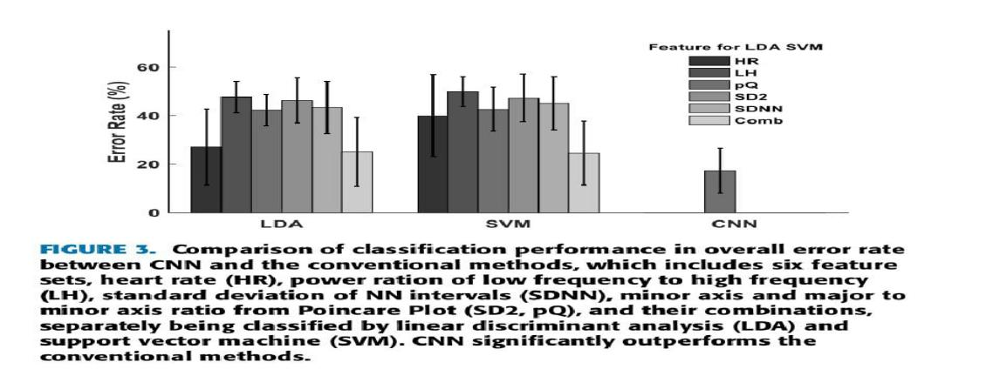 Feature for LDA SVM
HR
LH
pQ
SD2
SDNN
Comb
Error Rate (%)
60
40
20
0
LDA
SVM
CNN
FIGURE 3. Comparison of classification performance in overall error rate
between CNN and the conventional methods, which includes six feature
sets, heart rate (HR), power ration of low frequency to high frequency
(LH), standard deviation of NN intervals (SDNN), minor axis and major to
minor axis ratio from Poincare Plot (SD2, pQ), and their combinations,
separately being classified by linear discriminant analysis (LDA) and
support vector machine (SVM). CNN significantly outperforms the
conventional methods.